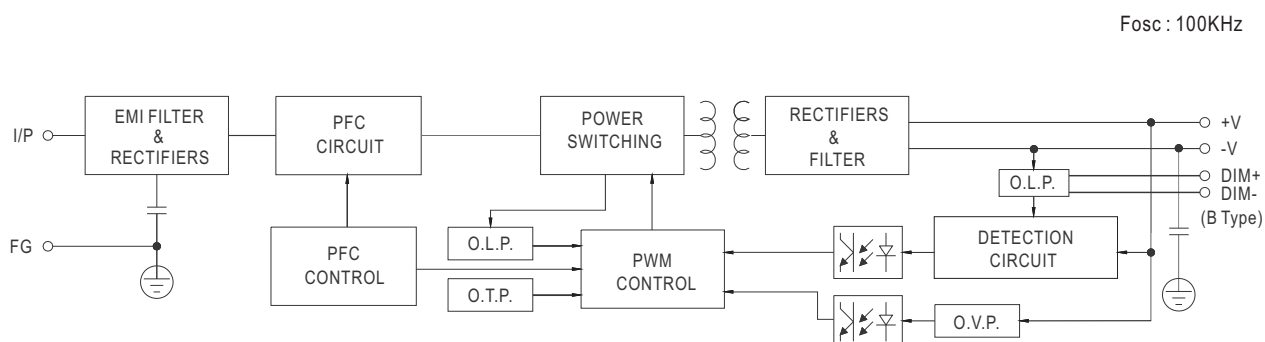 Fosc : 100KHz
I/P
EMI FILTER
&
RECTIFIERS
PFC
CIRCUIT
POWER
SWITCHING
RECTIFIERS
&
FILTER
+V
-V
DIM+
DIM-
(B Type)
O.L.P.
FG
PFC
CONTROL
O.L.P.
O.T.P.
PWM
CONTROL
DETECTION
CIRCUIT
O.V.P.